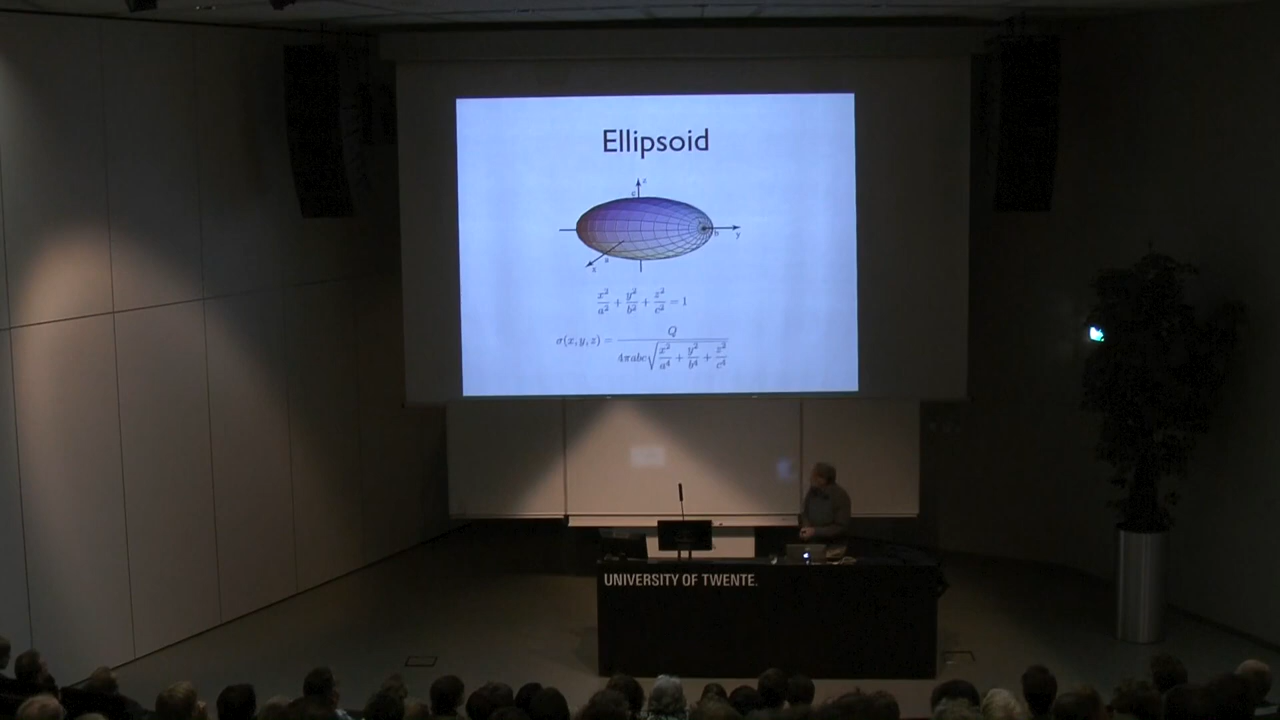 Ellipsoid
z
c
b
y
a
x
x²/a² + y²/b² + z²/c² = 1
σ(x, y, z) = Q / 4πabc√(x²/a⁴ + y²/b⁴ + z²/c⁴)
UNIVERSITY OF TWENTE.